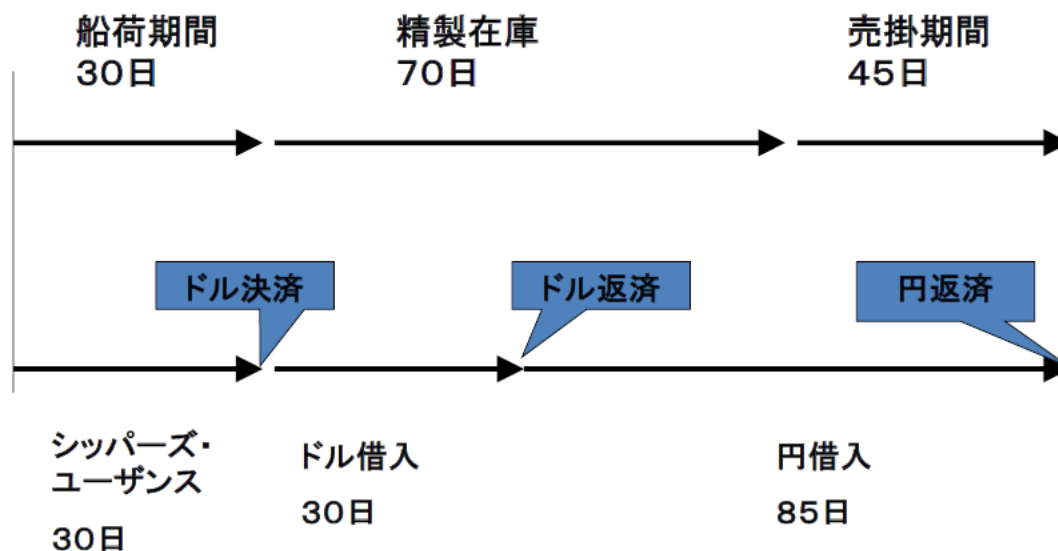 船荷期間
30日
精製在庫
70日
売掛期間
45日
ドル決済
ドル返済
円返済
シッパーズ・
ユーザンス
30日
ドル借入
30日
円借入
85日